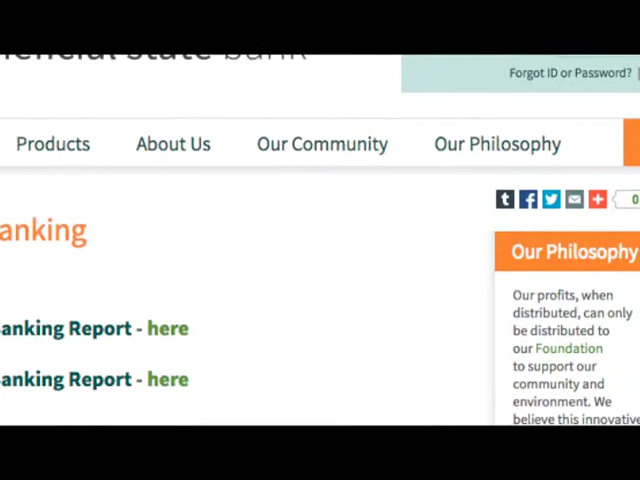 bank
Forgot ID or Password?
Products About Us Our Community Our Philosophy
0
anking
Our Philosophy
anking Report - here
anking Report - here
Our profits, when
distributed, can only
be distributed to
our Foundation
to support our
community and
environment. We
believe this innovative